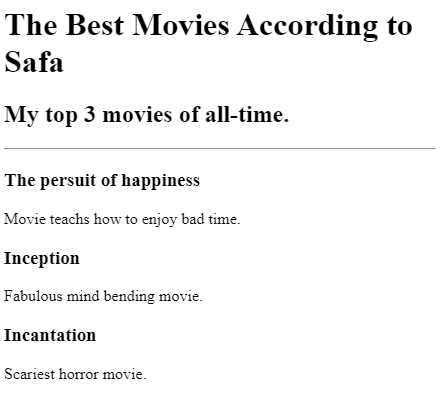 The Best Movies According to
Safa
My top 3 movies of all-time.
The persuit of happiness
Movie teachs how to enjoy bad time.
Inception
Fabulous mind bending movie.
Incantation
Scariest horror movie.